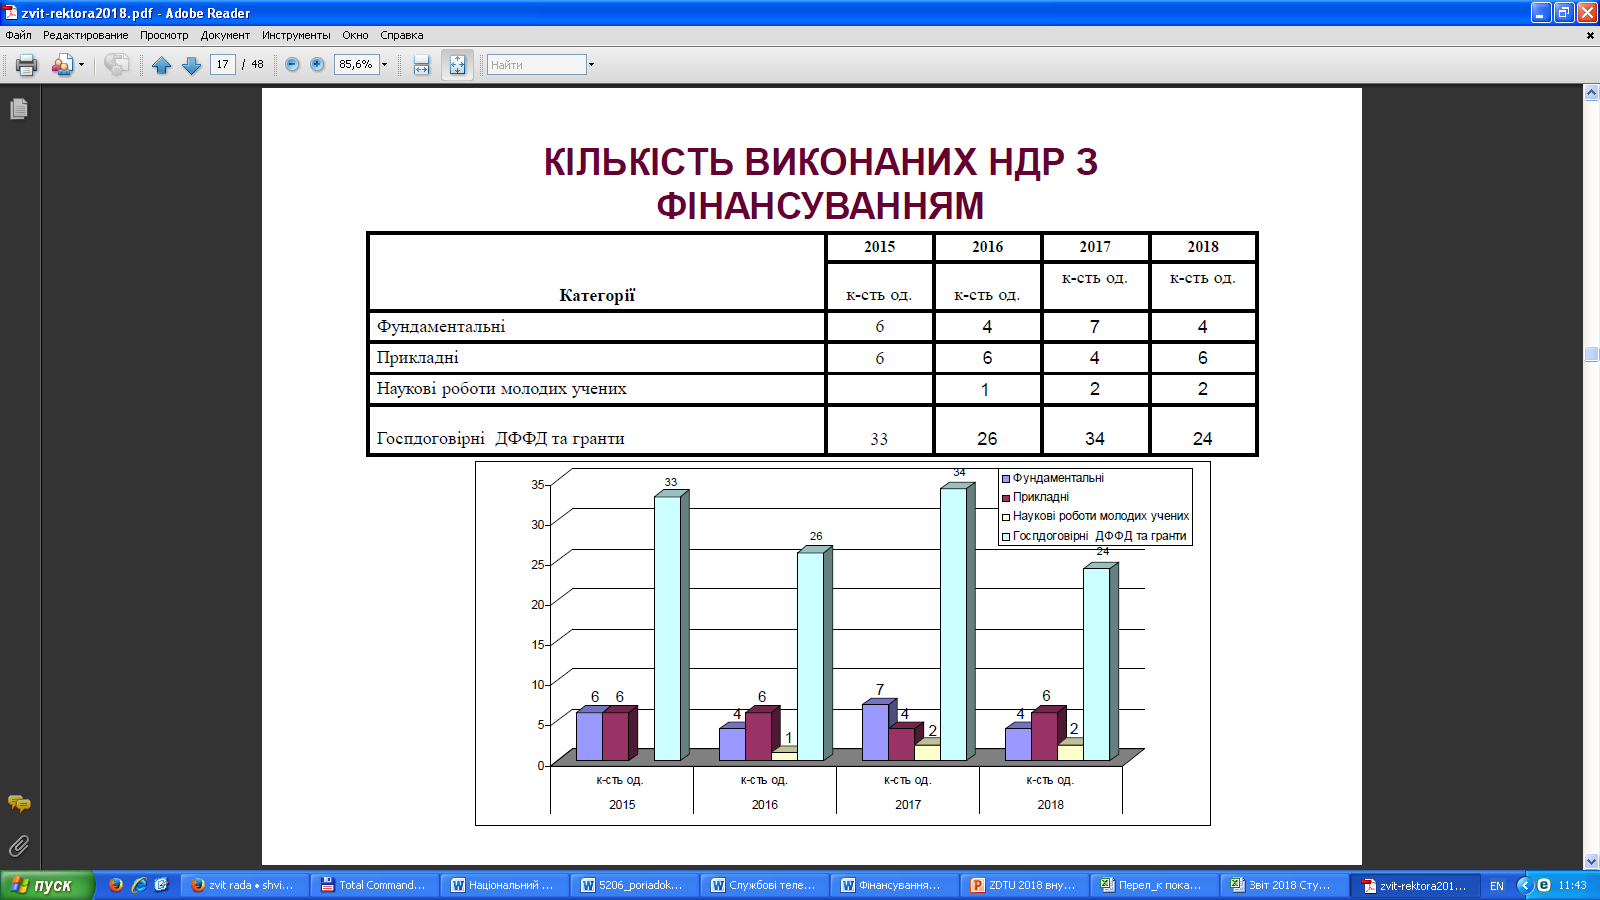 zvit-rektora2018.pdf - Adobe Reader
Файл Редактирование Просмотр Документ Инструменты Окно Справка
17 / 48 85,6% Найти
КІЛЬКІСТЬ ВИКОНАНИХ НДР З
ФІНАНСУВАННЯМ
Категорії 2015 2016 2017 2018
к-сть од. к-сть од. к-сть од. к-сть од.
Фундаментальні 6 4 7 4
Прикладні 6 6 4 6
Наукові роботи молодих учених 1 2 2
Госпдоговірні ДФФД та гранти 33 26 34 24
35
30
25
20
15
10
5
0
6 6 33
4 6 1 26
7 4 2 34
4 6 2 24
Фундаментальні
Прикладні
Наукові роботи молодих учених
Госпдоговірні ДФФД та гранти
к-сть од. к-сть од. к-сть од. к-сть од.
2015 2016 2017 2018
пуск zvit rada • shvi... Total Command... Національний ... 5206_poriadok... Службові теле... Фінансування... ZDTU 2018 вну... Перел_к пока... Звіт 2018 Сту... zvit-rektora201... EN 11:43